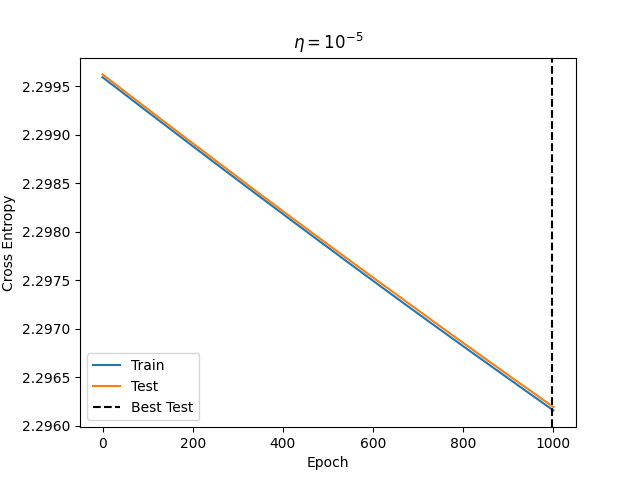 η = 10⁻⁵
Cross Entropy
2.2995
2.2990
2.2985
2.2980
2.2975
2.2970
2.2965
2.2960
Train
Test
Best Test
0 200 400 600 800 1000
Epoch